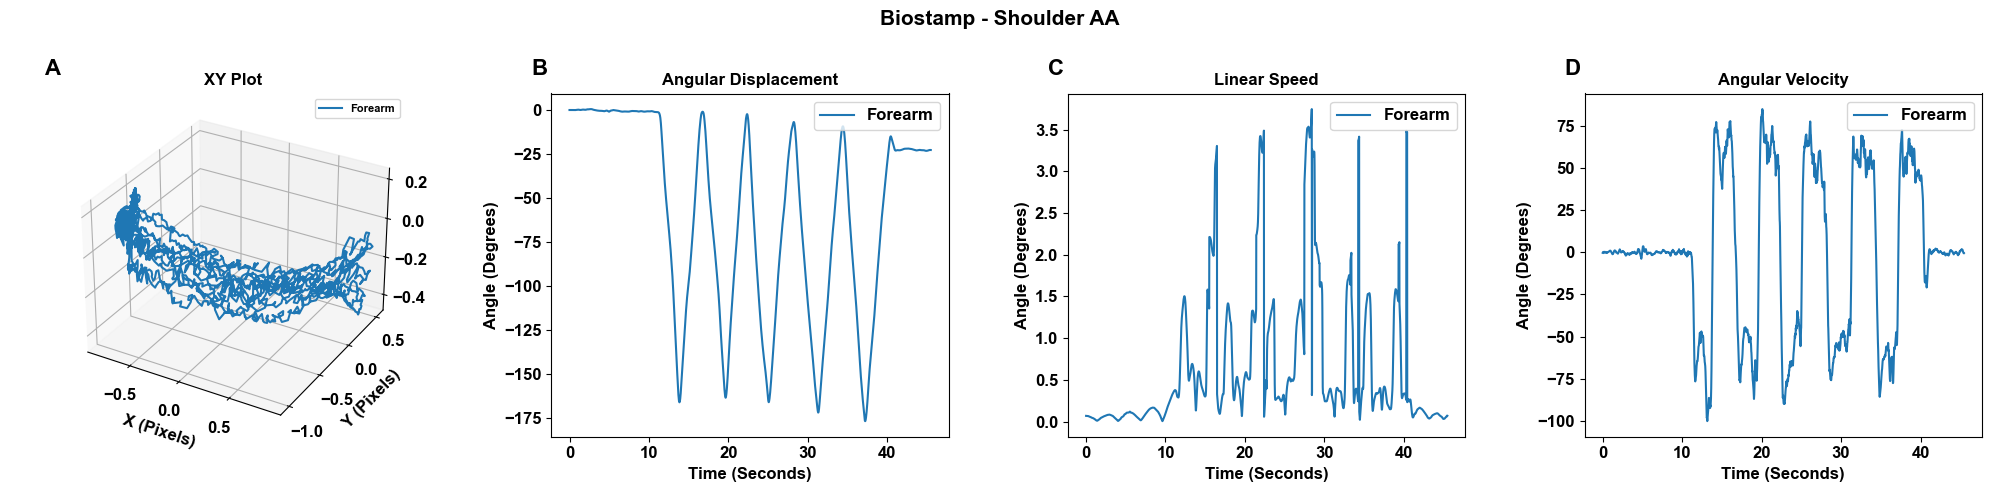 Biostamp - Shoulder AA
A
XY Plot
Forearm
0.2
0.0
−0.2
−0.4
0.5
0.0
−0.5
−1.0
Y (Pixels)
−0.5
0.0
0.5
X (Pixels)
B
Angular Displacement
Forearm
0
−25
−50
−75
−100
−125
−150
−175
Angle (Degrees)
0 10 20 30 40
Time (Seconds)
C
Linear Speed
Forearm
3.5
3.0
2.5
2.0
1.5
1.0
0.5
0.0
Angle (Degrees)
0 10 20 30 40
Time (Seconds)
D
Angular Velocity
Forearm
75
50
25
0
−25
−50
−75
−100
Angle (Degrees)
0 10 20 30 40
Time (Seconds)